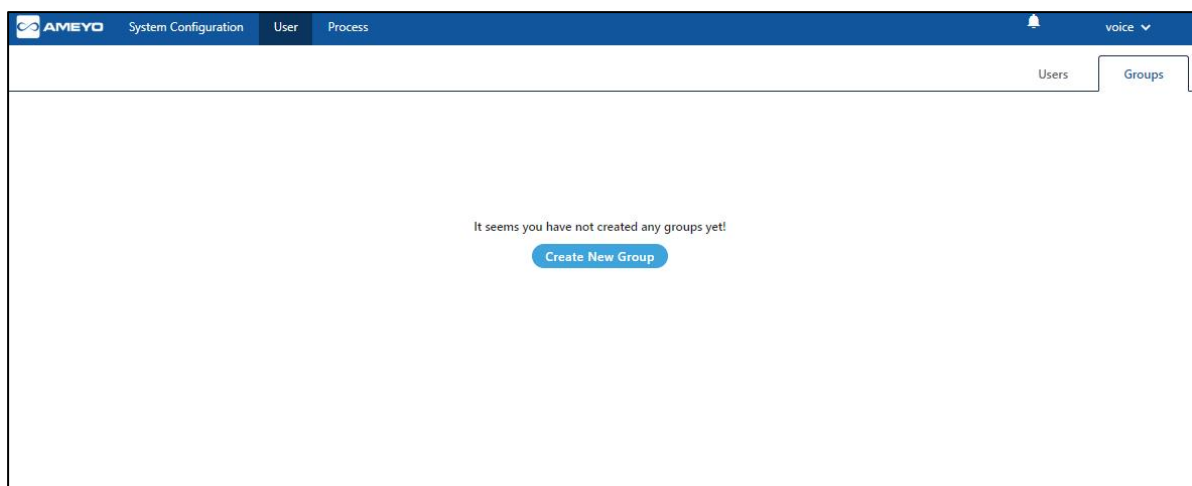 AMEYO System Configuration User Process voice
Users Groups
It seems you have not created any groups yet!
Create New Group